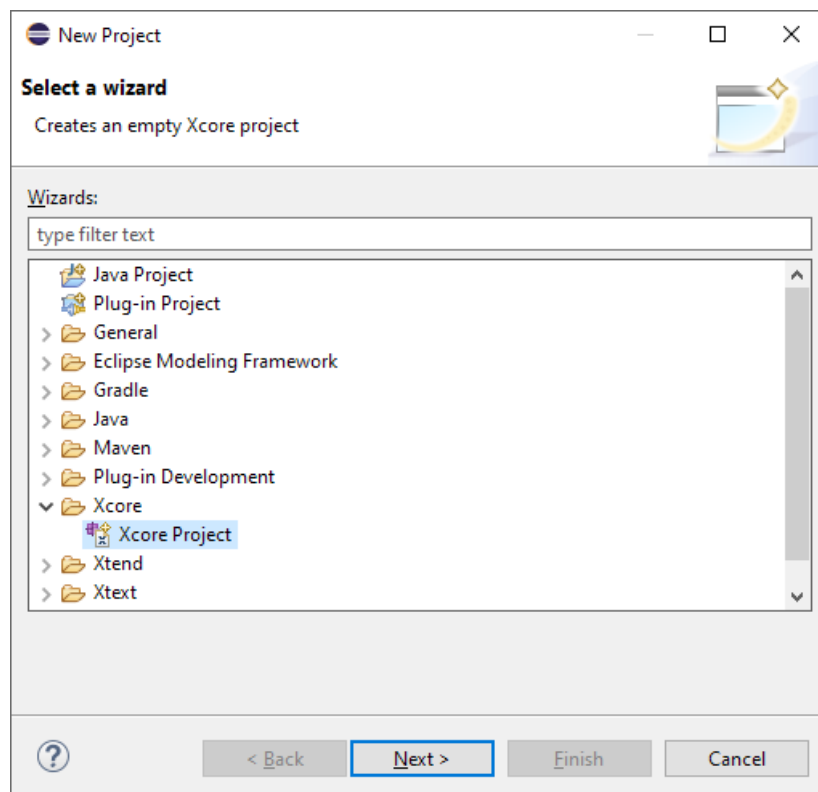 New Project
Select a wizard
Creates an empty Xcore project
Wizards:
type filter text
Java Project
Plug-in Project
General
Eclipse Modeling Framework
Gradle
Java
Maven
Plug-in Development
Xcore
Xcore Project
Xtend
Xtext
? < Back Next > Finish Cancel